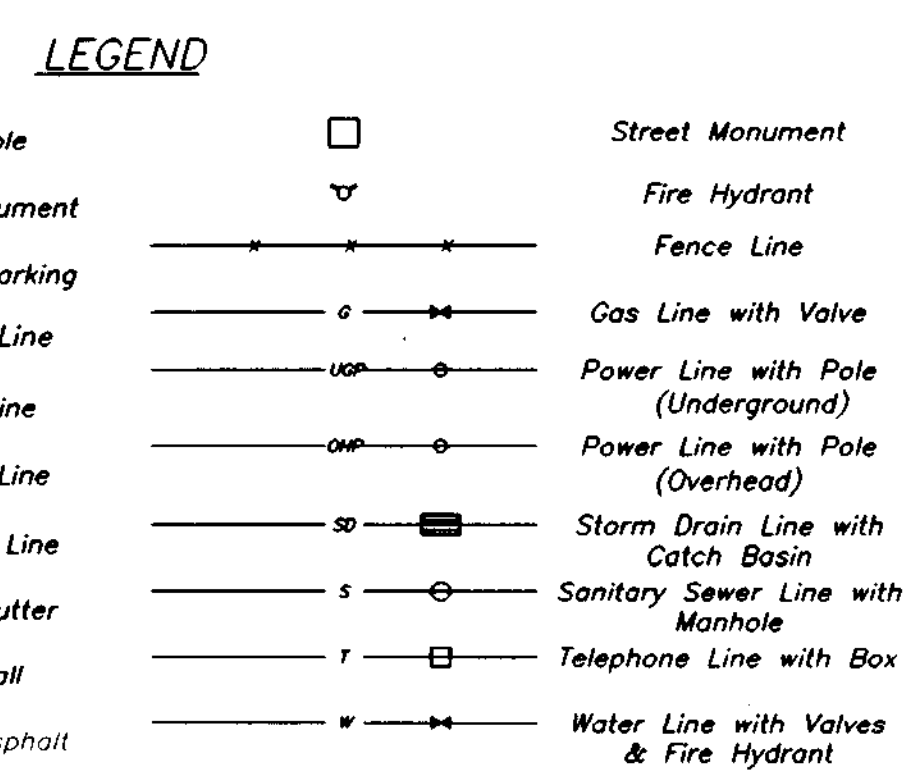 LEGEND
ole
Street Monument
Fire Hydrant
ument
Fence Line
arking
G
Gas Line with Valve
Line
UGP
Power Line with Pole
(Underground)
ine
OHP
Power Line with Pole
(Overhead)
Line
SD
Storm Drain Line with
Catch Basin
Line
S
Sanitary Sewer Line with
Manhole
utter
T
Telephone Line with Box
all
W
Water Line with Valves
& Fire Hydrant
sphalt